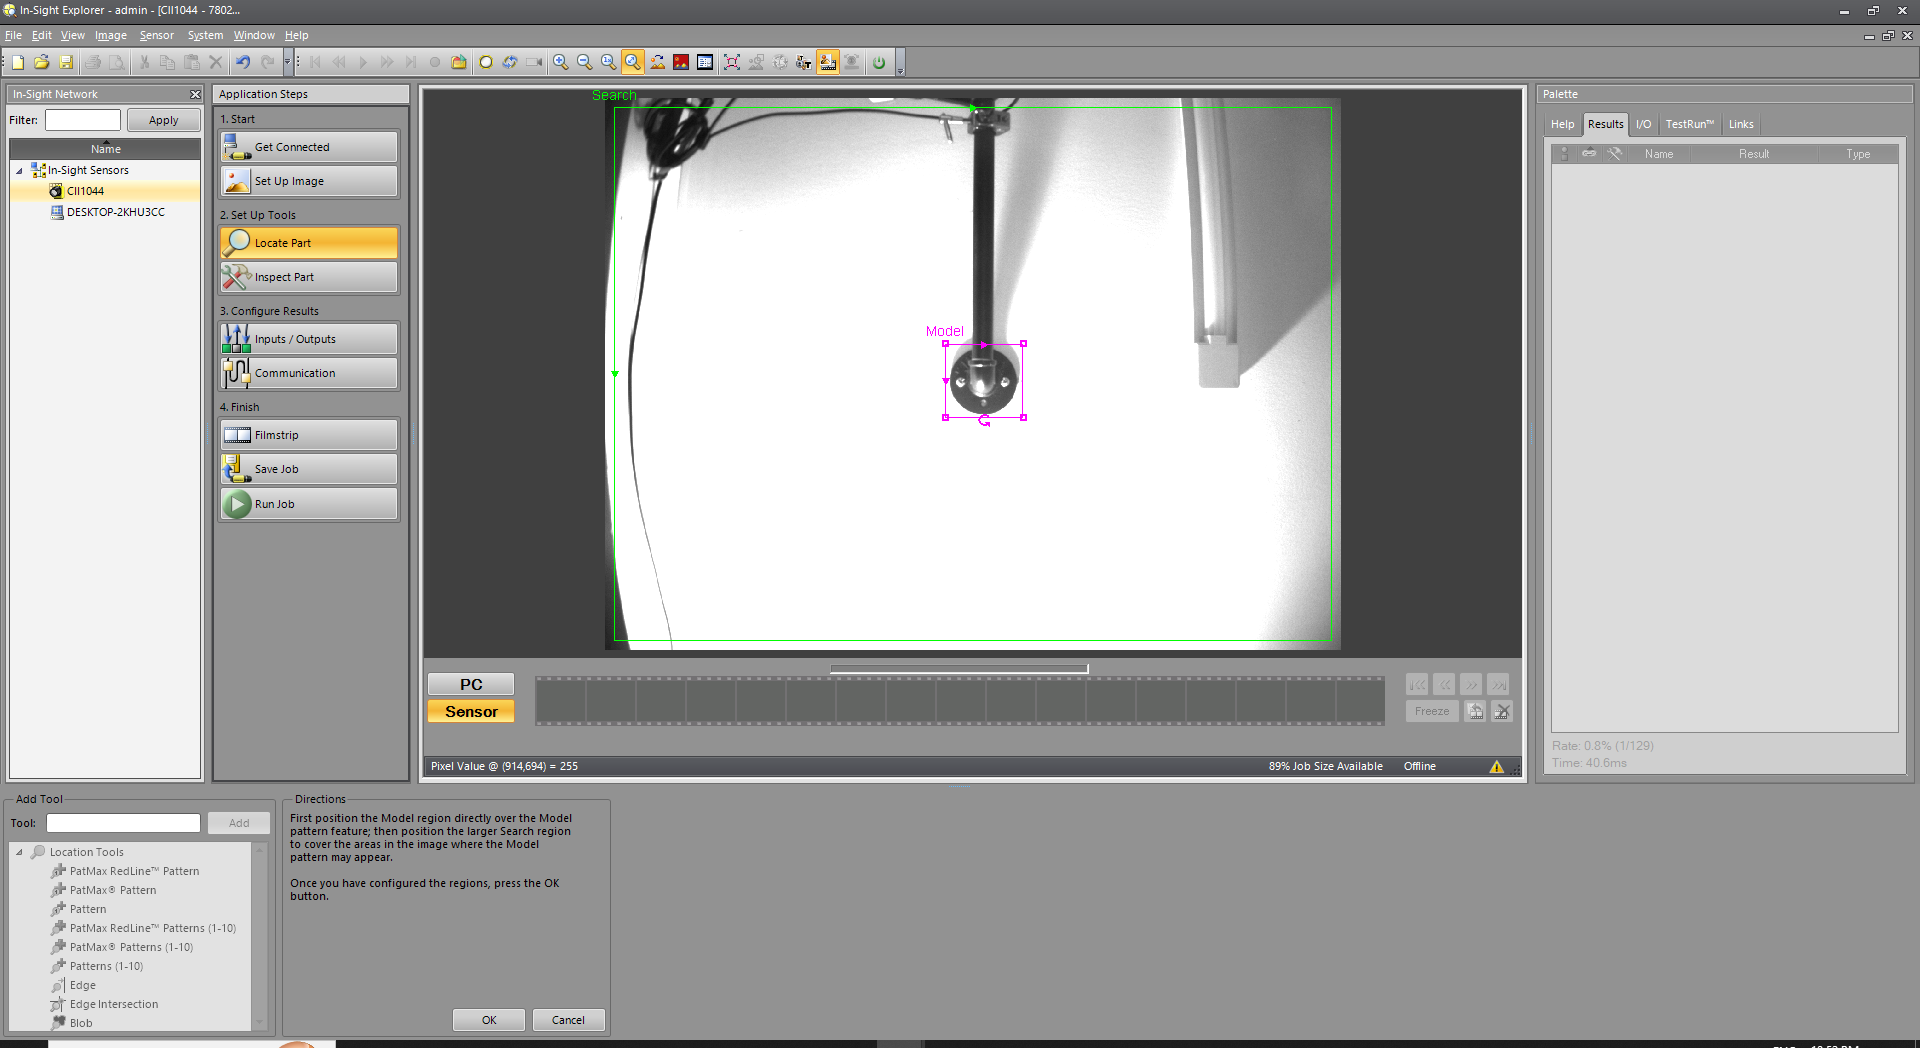 In-Sight Explorer - admin - [CII1044 - 7802...
File Edit View Image Sensor System Window Help
In-Sight Network
Filter: Apply
Name
In-Sight Sensors
CII1044
DESKTOP-2KHU3CC
Application Steps
1. Start
Get Connected
Set Up Image
2. Set Up Tools
Locate Part
Inspect Part
3. Configure Results
Inputs / Outputs
Communication
4. Finish
Filmstrip
Save Job
Run Job
Search
Model
PC
Sensor
Freeze
Pixel Value @ (914,694) = 255 89% Job Size Available Offline
Palette
Help Results I/O TestRun™ Links
Name Result Type
Rate: 0.8% (1/129)
Time: 40.6ms
Add Tool
Tool: Add
Location Tools
PatMax RedLine™ Pattern
PatMax® Pattern
Pattern
PatMax RedLine™ Patterns (1-10)
PatMax® Patterns (1-10)
Patterns (1-10)
Edge
Edge Intersection
Blob
Directions
First position the Model region directly over the Model
pattern feature; then position the larger Search region
to cover the areas in the image where the Model
pattern may appear.
Once you have configured the regions, press the OK
button.
OK Cancel